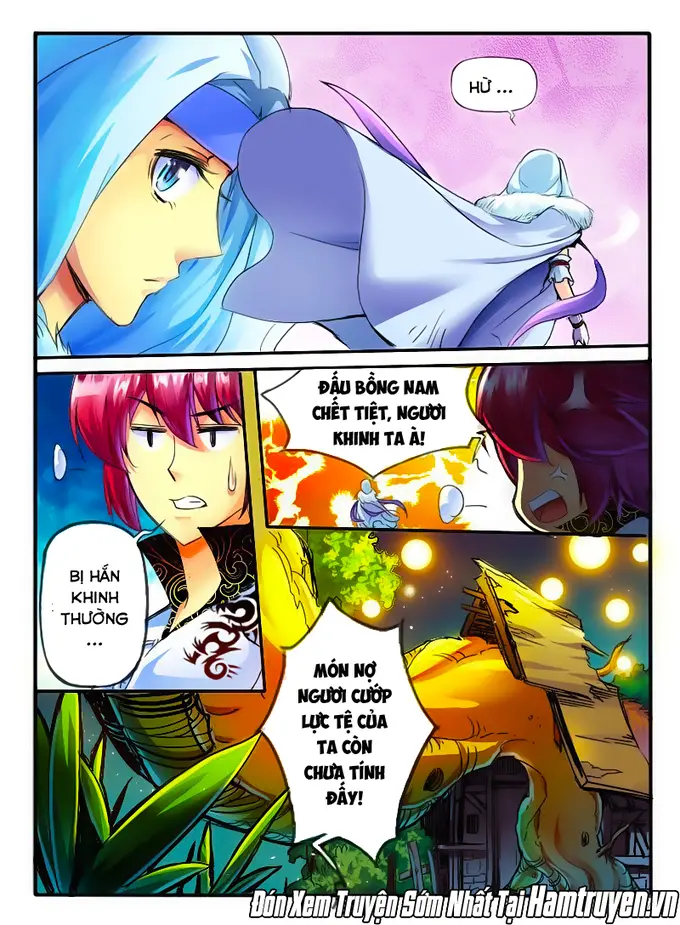 HỪ ...
ĐẤU BỒNG NAM
CHẾT TIỆT, NGƯƠI
KHINH TA À!
BỊ HẮN
KHINH
THƯỜNG
...
MÓN NỢ
NGƯƠI CƯỚP
LỰC TỆ CỦA
TA CÒN
CHƯA TÍNH
ĐẤY!
Đón Xem Truyện Sớm Nhất Tại Hamtruyen.vn